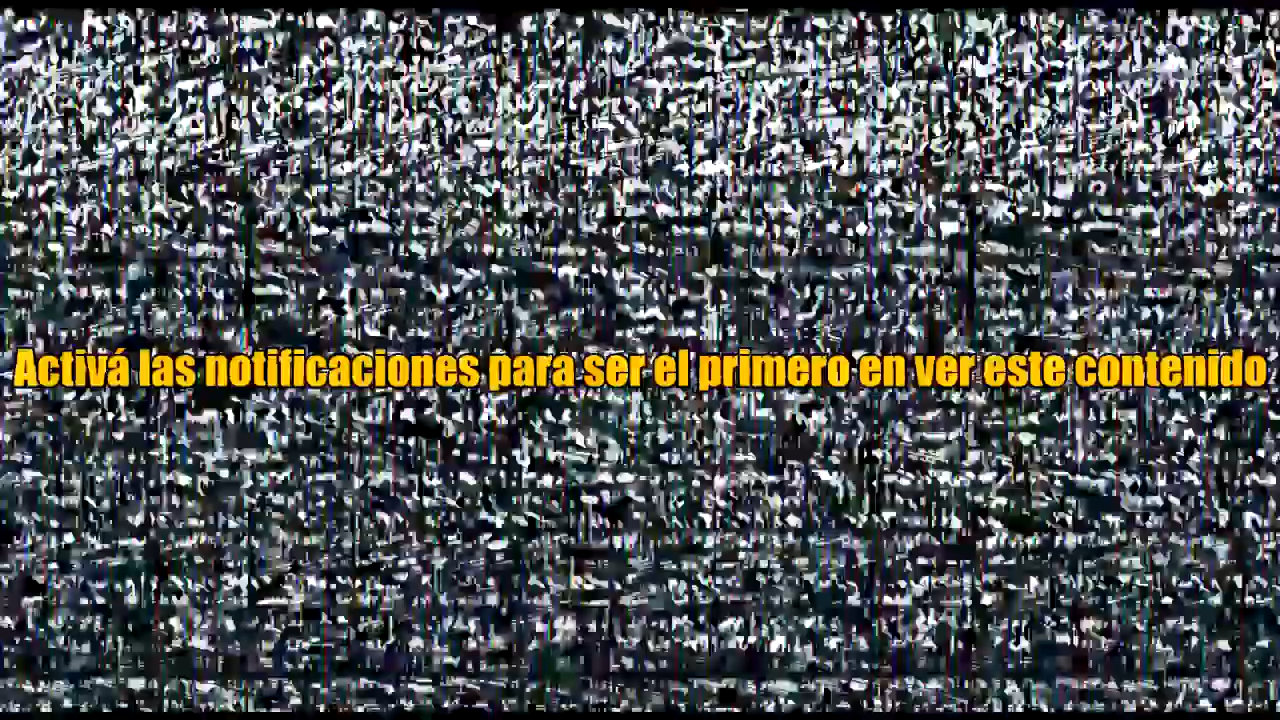 Activá las notificaciones para ser el primero en ver este contenido